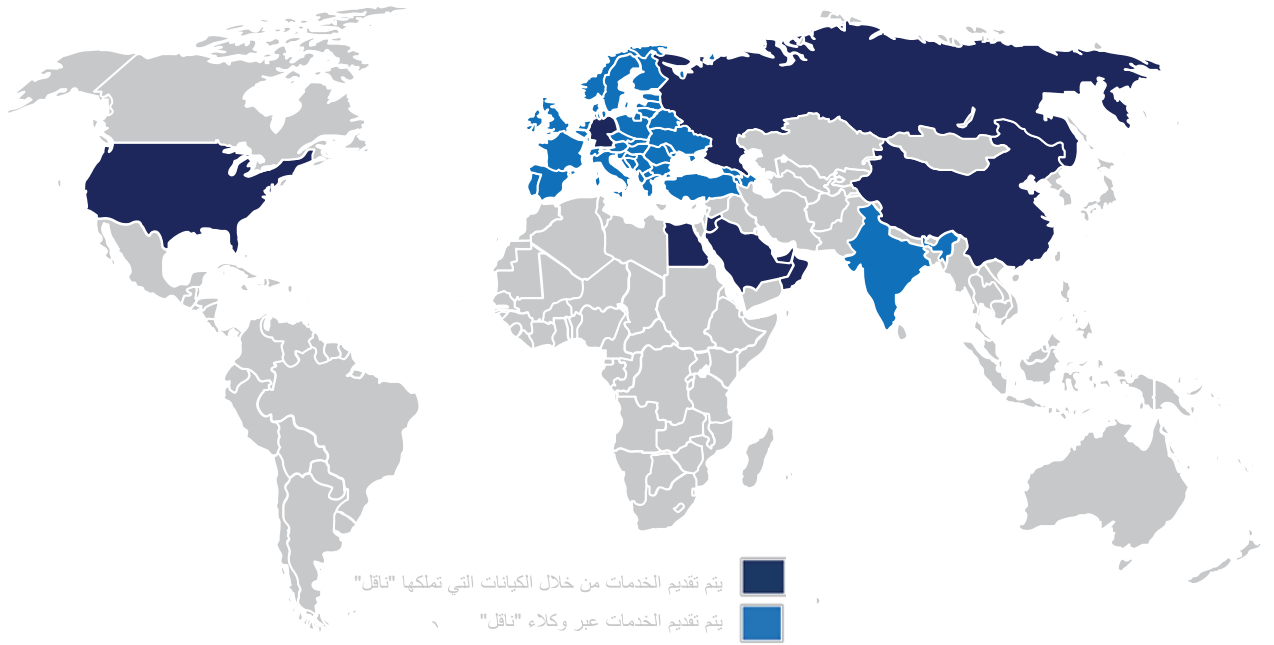 يتم تقديم الخدمات من خلال الكيانات التي تملكها "ناقل"
يتم تقديم الخدمات عبر وكلاء "ناقل"